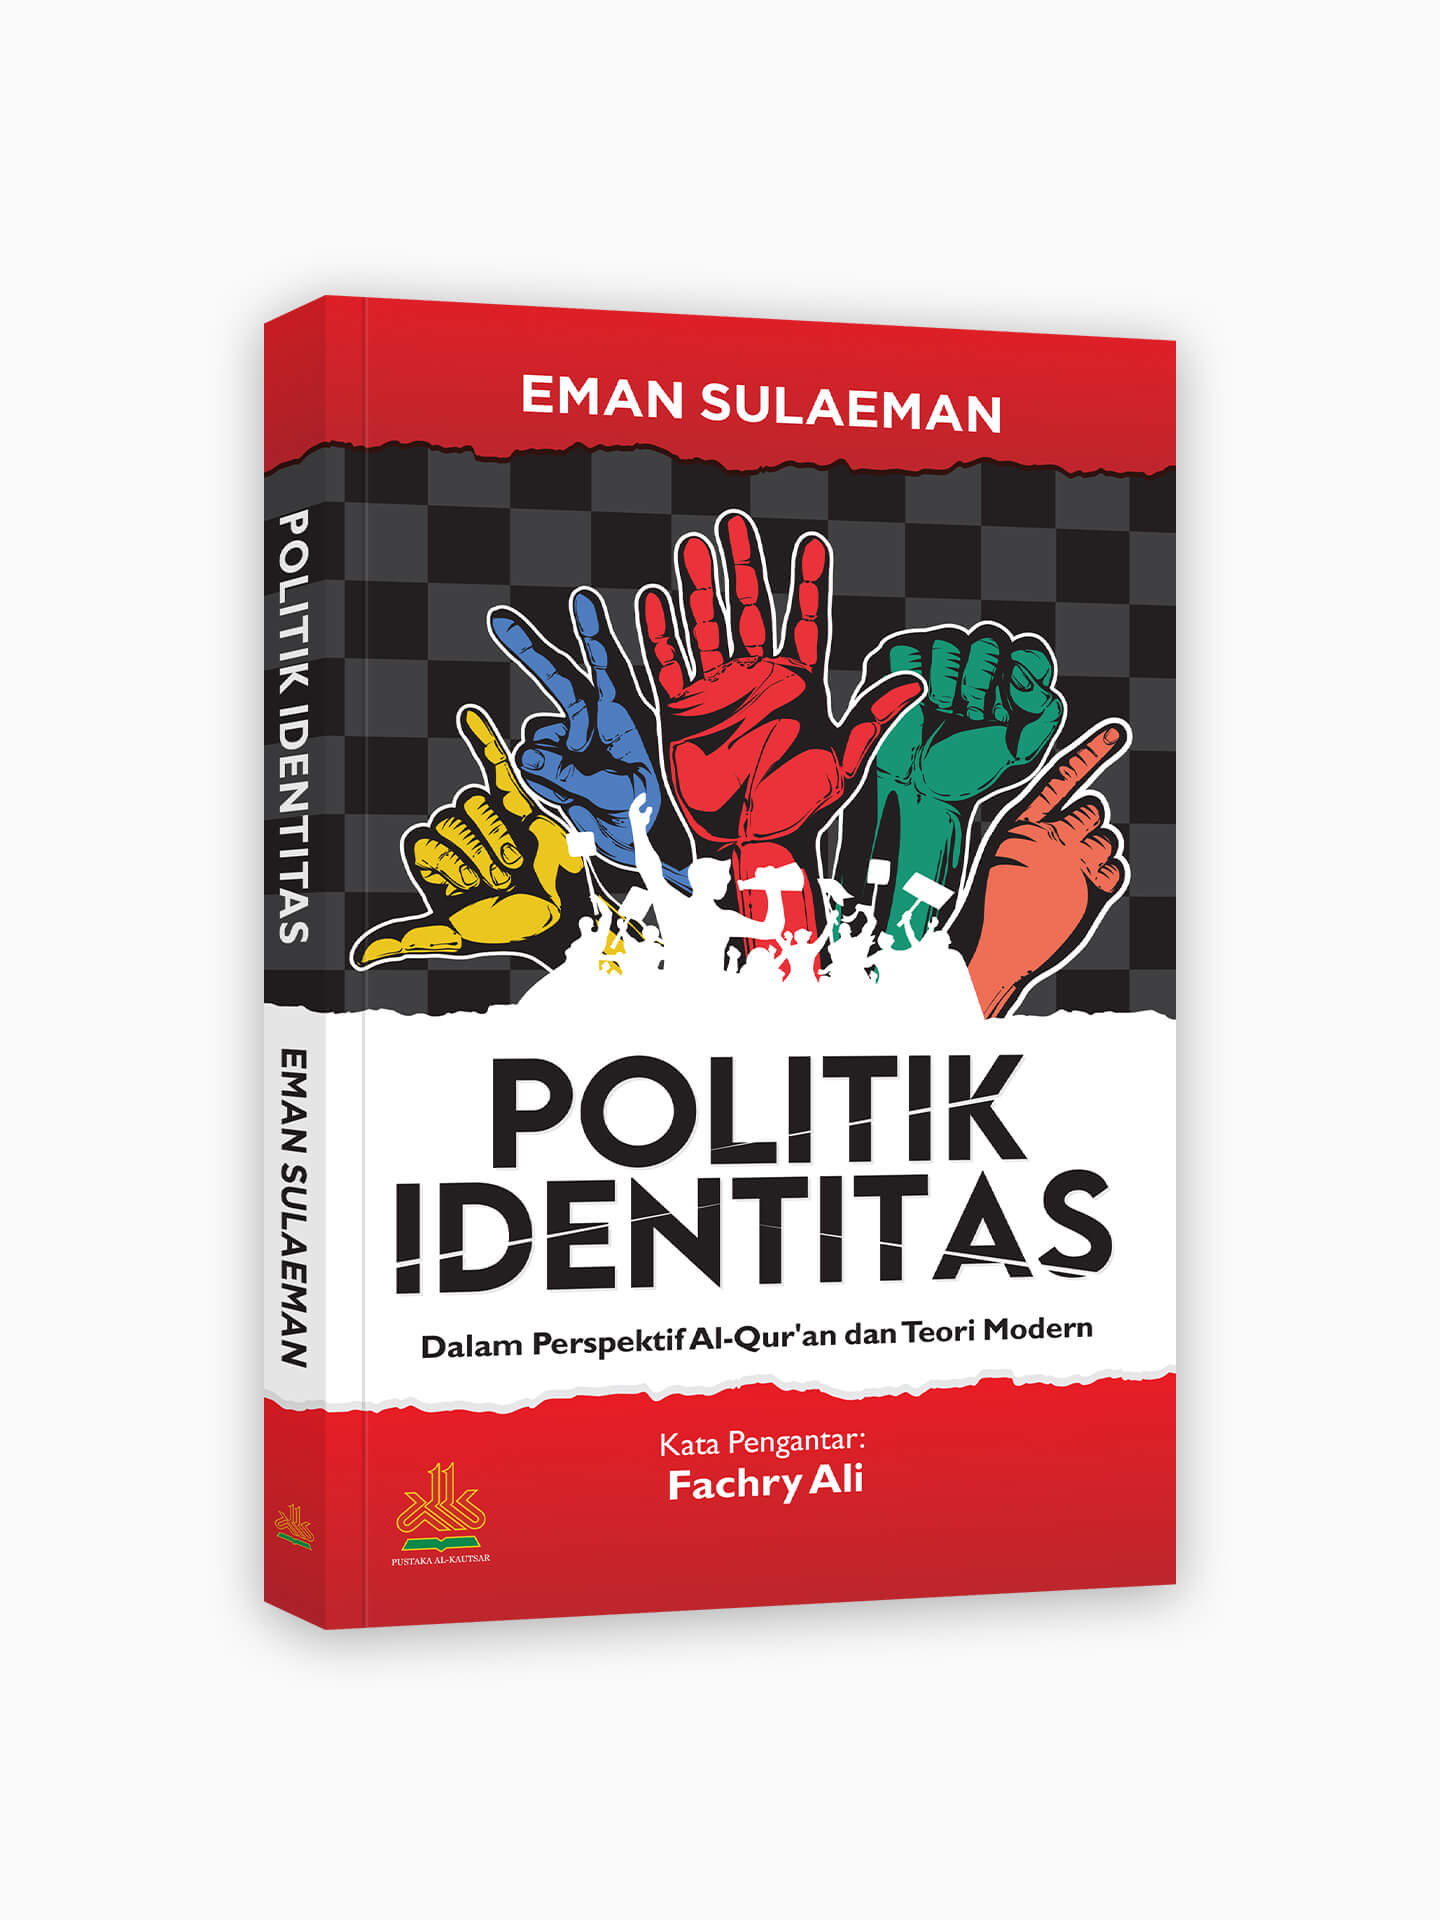 EMAN SULAEMAN
POLITIK
IDENTITAS
Dalam Perspektif Al-Qur'an dan Teori Modern
Kata Pengantar:
Fachry Ali
PUSTAKA AL-KAUTSAR
POLITIK IDENTITAS
EMAN SULAEMAN